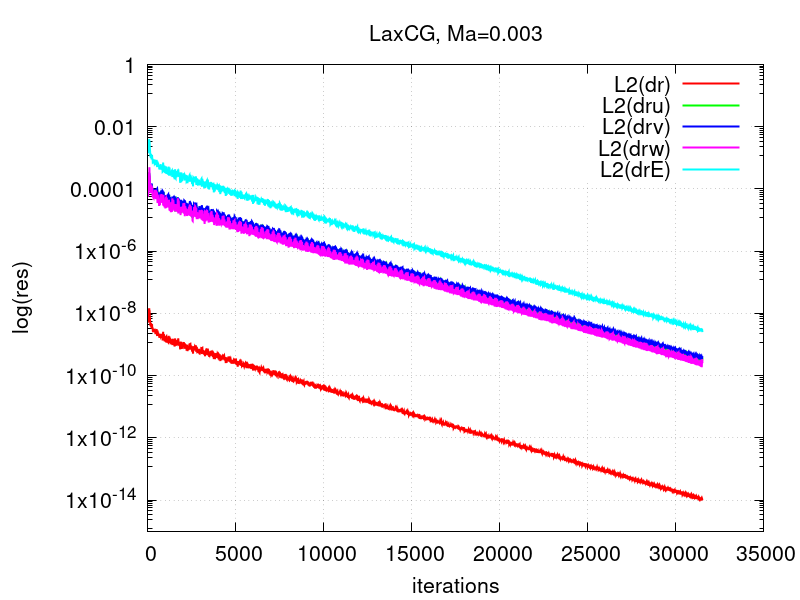 LaxCG, Ma=0.003
L2(dr)
L2(dru)
L2(drv)
L2(drw)
L2(drE)
1
0.01
0.0001
1x10-6
1x10-8
1x10-10
1x10-12
1x10-14
log(res)
0 5000 10000 15000 20000 25000 30000 35000
iterations